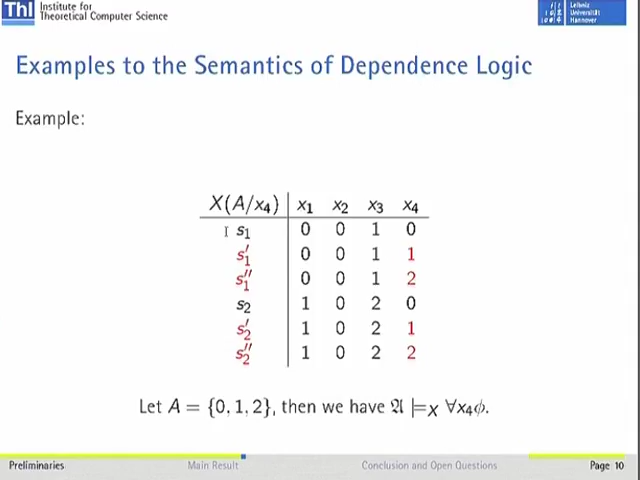 ThI Institute for
Theoretical Computer Science
Leibniz
Universität
Hannover
Examples to the Semantics of Dependence Logic
Example:
X(A/x₄) x₁ x₂ x₃ x₄
s₁ 0 0 1 0
s₁′ 0 0 1 1
s₁″ 0 0 1 2
s₂ 1 0 2 0
s₂′ 1 0 2 1
s₂″ 1 0 2 2
Let A = {0, 1, 2}, then we have 𝔄 ⊨X ∀x₄ϕ.
Preliminaries Main Result Conclusion and Open Questions Page 10